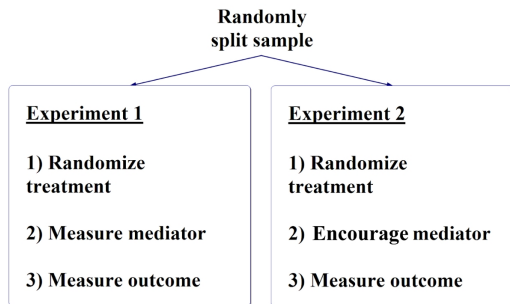 Randomly
split sample
Experiment 1
1) Randomize
treatment
2) Measure mediator
3) Measure outcome
Experiment 2
1) Randomize
treatment
2) Encourage mediator
3) Measure outcome